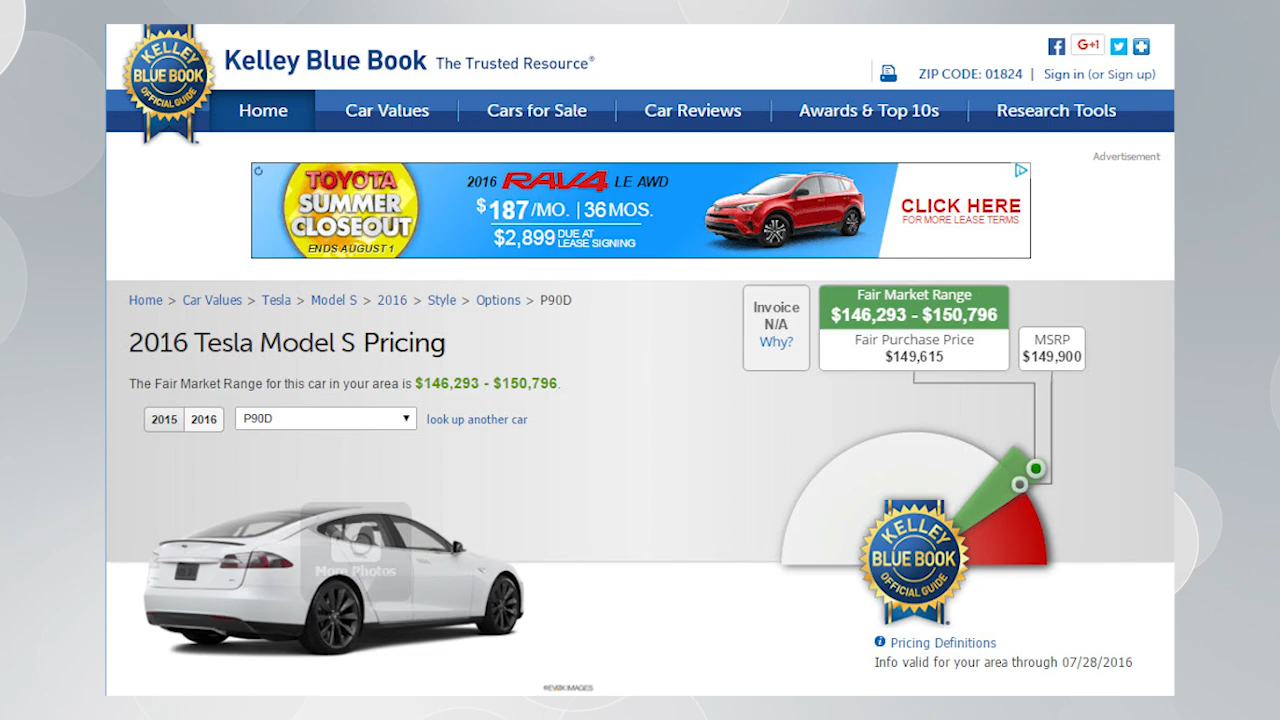 KELLEY
BLUE BOOK
OFFICIAL GUIDE
Kelley Blue Book The Trusted Resource®
G+1
ZIP CODE: 01824 | Sign in (or Sign up)
Home Car Values Cars for Sale Car Reviews Awards & Top 10s Research Tools
Advertisement
TOYOTA
SUMMER
CLOSEOUT
ENDS AUGUST 1
2016 RAV4 LE AWD
$187/MO. | 36 MOS.
$2,899 DUE AT
LEASE SIGNING
CLICK HERE
FOR MORE LEASE TERMS
Home > Car Values > Tesla > Model S > 2016 > Style > Options > P90D
2016 Tesla Model S Pricing
The Fair Market Range for this car in your area is $146,293 - $150,796.
2015 2016 P90D look up another car
Invoice
N/A
Why?
Fair Market Range
$146,293 - $150,796
Fair Purchase Price
$149,615
MSRP
$149,900
More Photos
KELLEY
BLUE BOOK
OFFICIAL GUIDE
Pricing Definitions
Info valid for your area through 07/28/2016
©EVOX IMAGES